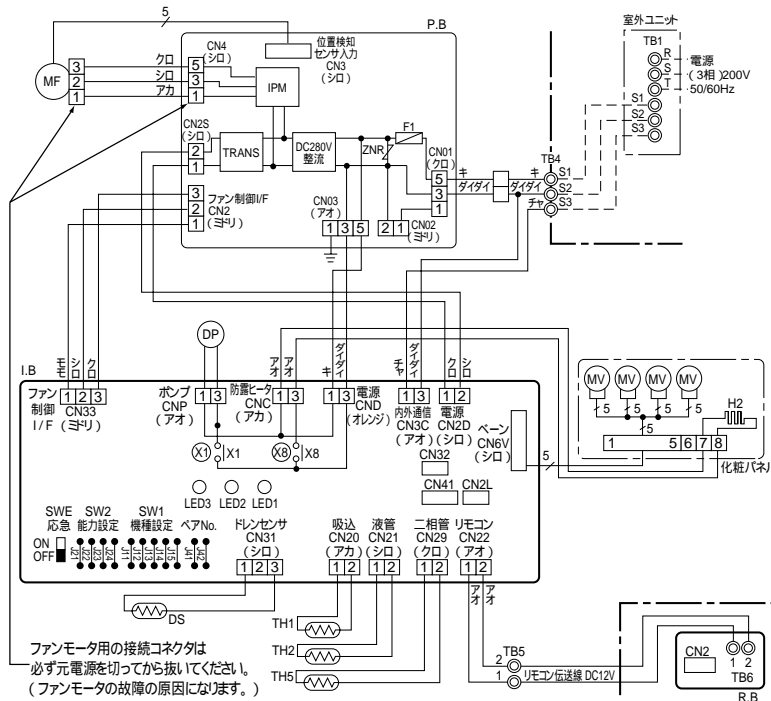 5
P.B
室外ユニット
TB1
R
S
T
電源
(3相)200V
50/60Hz
S1
S2
S3
MF
3
2
1
クロ
シロ
アカ
CN4
(シロ)
5
3
1
位置検知
センサ入力
CN3
(シロ)
IPM
CN2S
(シロ)
2
1
TRANS
DC280V
整流
ZNR
F1
CN01
(クロ)
5
3
1
キ
ダイダイ
キ
ダイダイ
チャ
TB4
S1
S2
S3
3
2
1
ファン制御I/F
CN2
(ミドリ)
CN03
(アオ)
1 3 5
2 1
CN02
(ミドリ)
DP
I.B
モモ
シロ
クロ
アオ
アオ
キ
ダイダイ
チャ
ダイダイ
クロ
シロ
ファン
制御
I/F
1 2 3
CN33
(ミドリ)
ポンプ
CNP
(アオ)
1 3
防露ヒータ
CNC
(アカ)
1 3
1 3
電源
CND
(オレンジ)
1 3
内外通信
CN3C
(アオ)
1 2
電源
CN2D
(シロ)
ベーン
CN6V
(シロ)
5
X1
X1
X8
X8
CN32
CN41
CN2L
LED3
LED2
LED1
MV
MV
MV
MV
5
5
5
5
5
H2
1 5 6 7 8
化粧パネル
SWE
応急
ON
OFF
SW2
能力設定
J21
J22
J23
J24
SW1
機種設定
J11
J12
J13
J14
J15
ペアNo.
J41
J42
ドレンセンサ
CN31
(シロ)
1 2 3
吸込
CN20
(アカ)
1 2
液管
CN21
(シロ)
1 2
二相管
CN29
(クロ)
1 2
リモコン
CN22
(アオ)
1 2
アオ
アオ
DS
TH1
TH2
TH5
2
1
TB5
リモコン伝送線 DC12V
CN2
1 2
TB6
R.B
ファンモータ用の接続コネクタは
必ず元電源を切ってから抜いてください。
(ファンモータの故障の原因になります。)